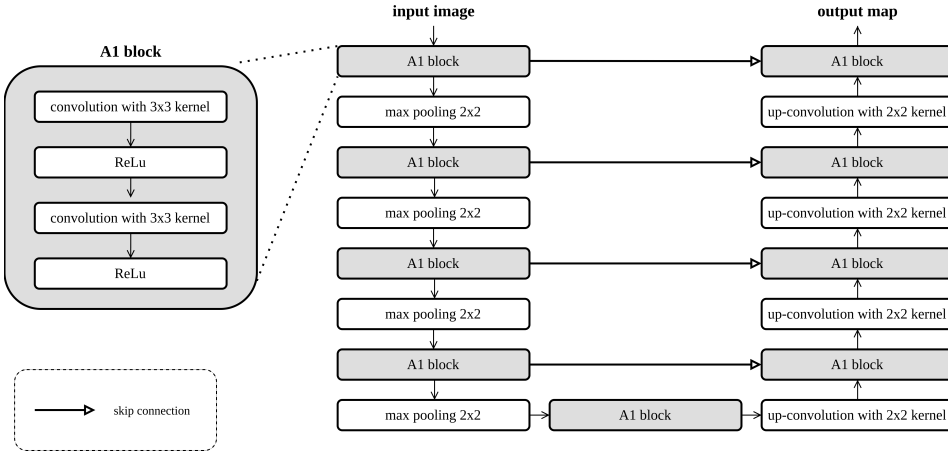 A1 block
convolution with 3x3 kernel
ReLu
convolution with 3x3 kernel
ReLu
skip connection
input image
A1 block
max pooling 2x2
A1 block
max pooling 2x2
A1 block
max pooling 2x2
A1 block
max pooling 2x2
A1 block
output map
A1 block
up-convolution with 2x2 kernel
A1 block
up-convolution with 2x2 kernel
A1 block
up-convolution with 2x2 kernel
A1 block
up-convolution with 2x2 kernel